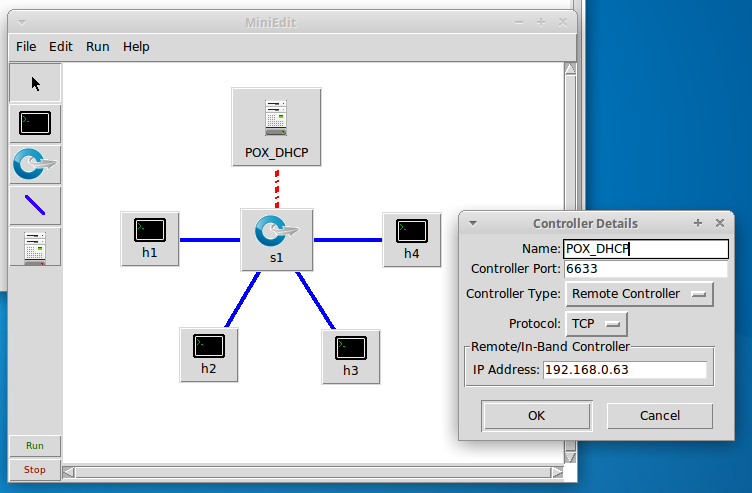 MiniEdit
File Edit Run Help
POX_DHCP
h1
s1
h4
h2
h3
Run
Stop
Controller Details
Name: POX_DHCP
Controller Port: 6633
Controller Type: Remote Controller
Protocol: TCP
Remote/In-Band Controller
IP Address: 192.168.0.63
OK Cancel